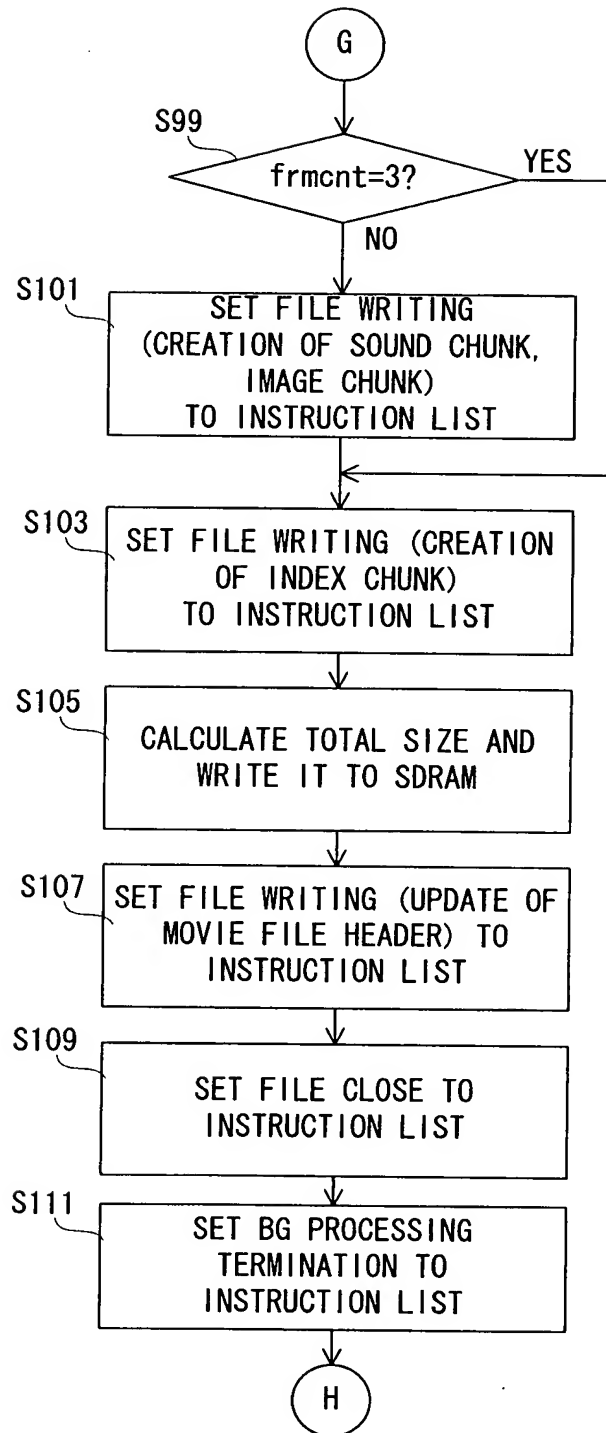 G
S99
frmcnt=3?
YES
NO
S101
SET FILE WRITING
(CREATION OF SOUND CHUNK,
IMAGE CHUNK)
TO INSTRUCTION LIST
S103
SET FILE WRITING (CREATION
OF INDEX CHUNK)
TO INSTRUCTION LIST
S105
CALCULATE TOTAL SIZE AND
WRITE IT TO SDRAM
S107
SET FILE WRITING (UPDATE OF
MOVIE FILE HEADER) TO
INSTRUCTION LIST
S109
SET FILE CLOSE TO
INSTRUCTION LIST
S111
SET BG PROCESSING
TERMINATION TO
INSTRUCTION LIST
H